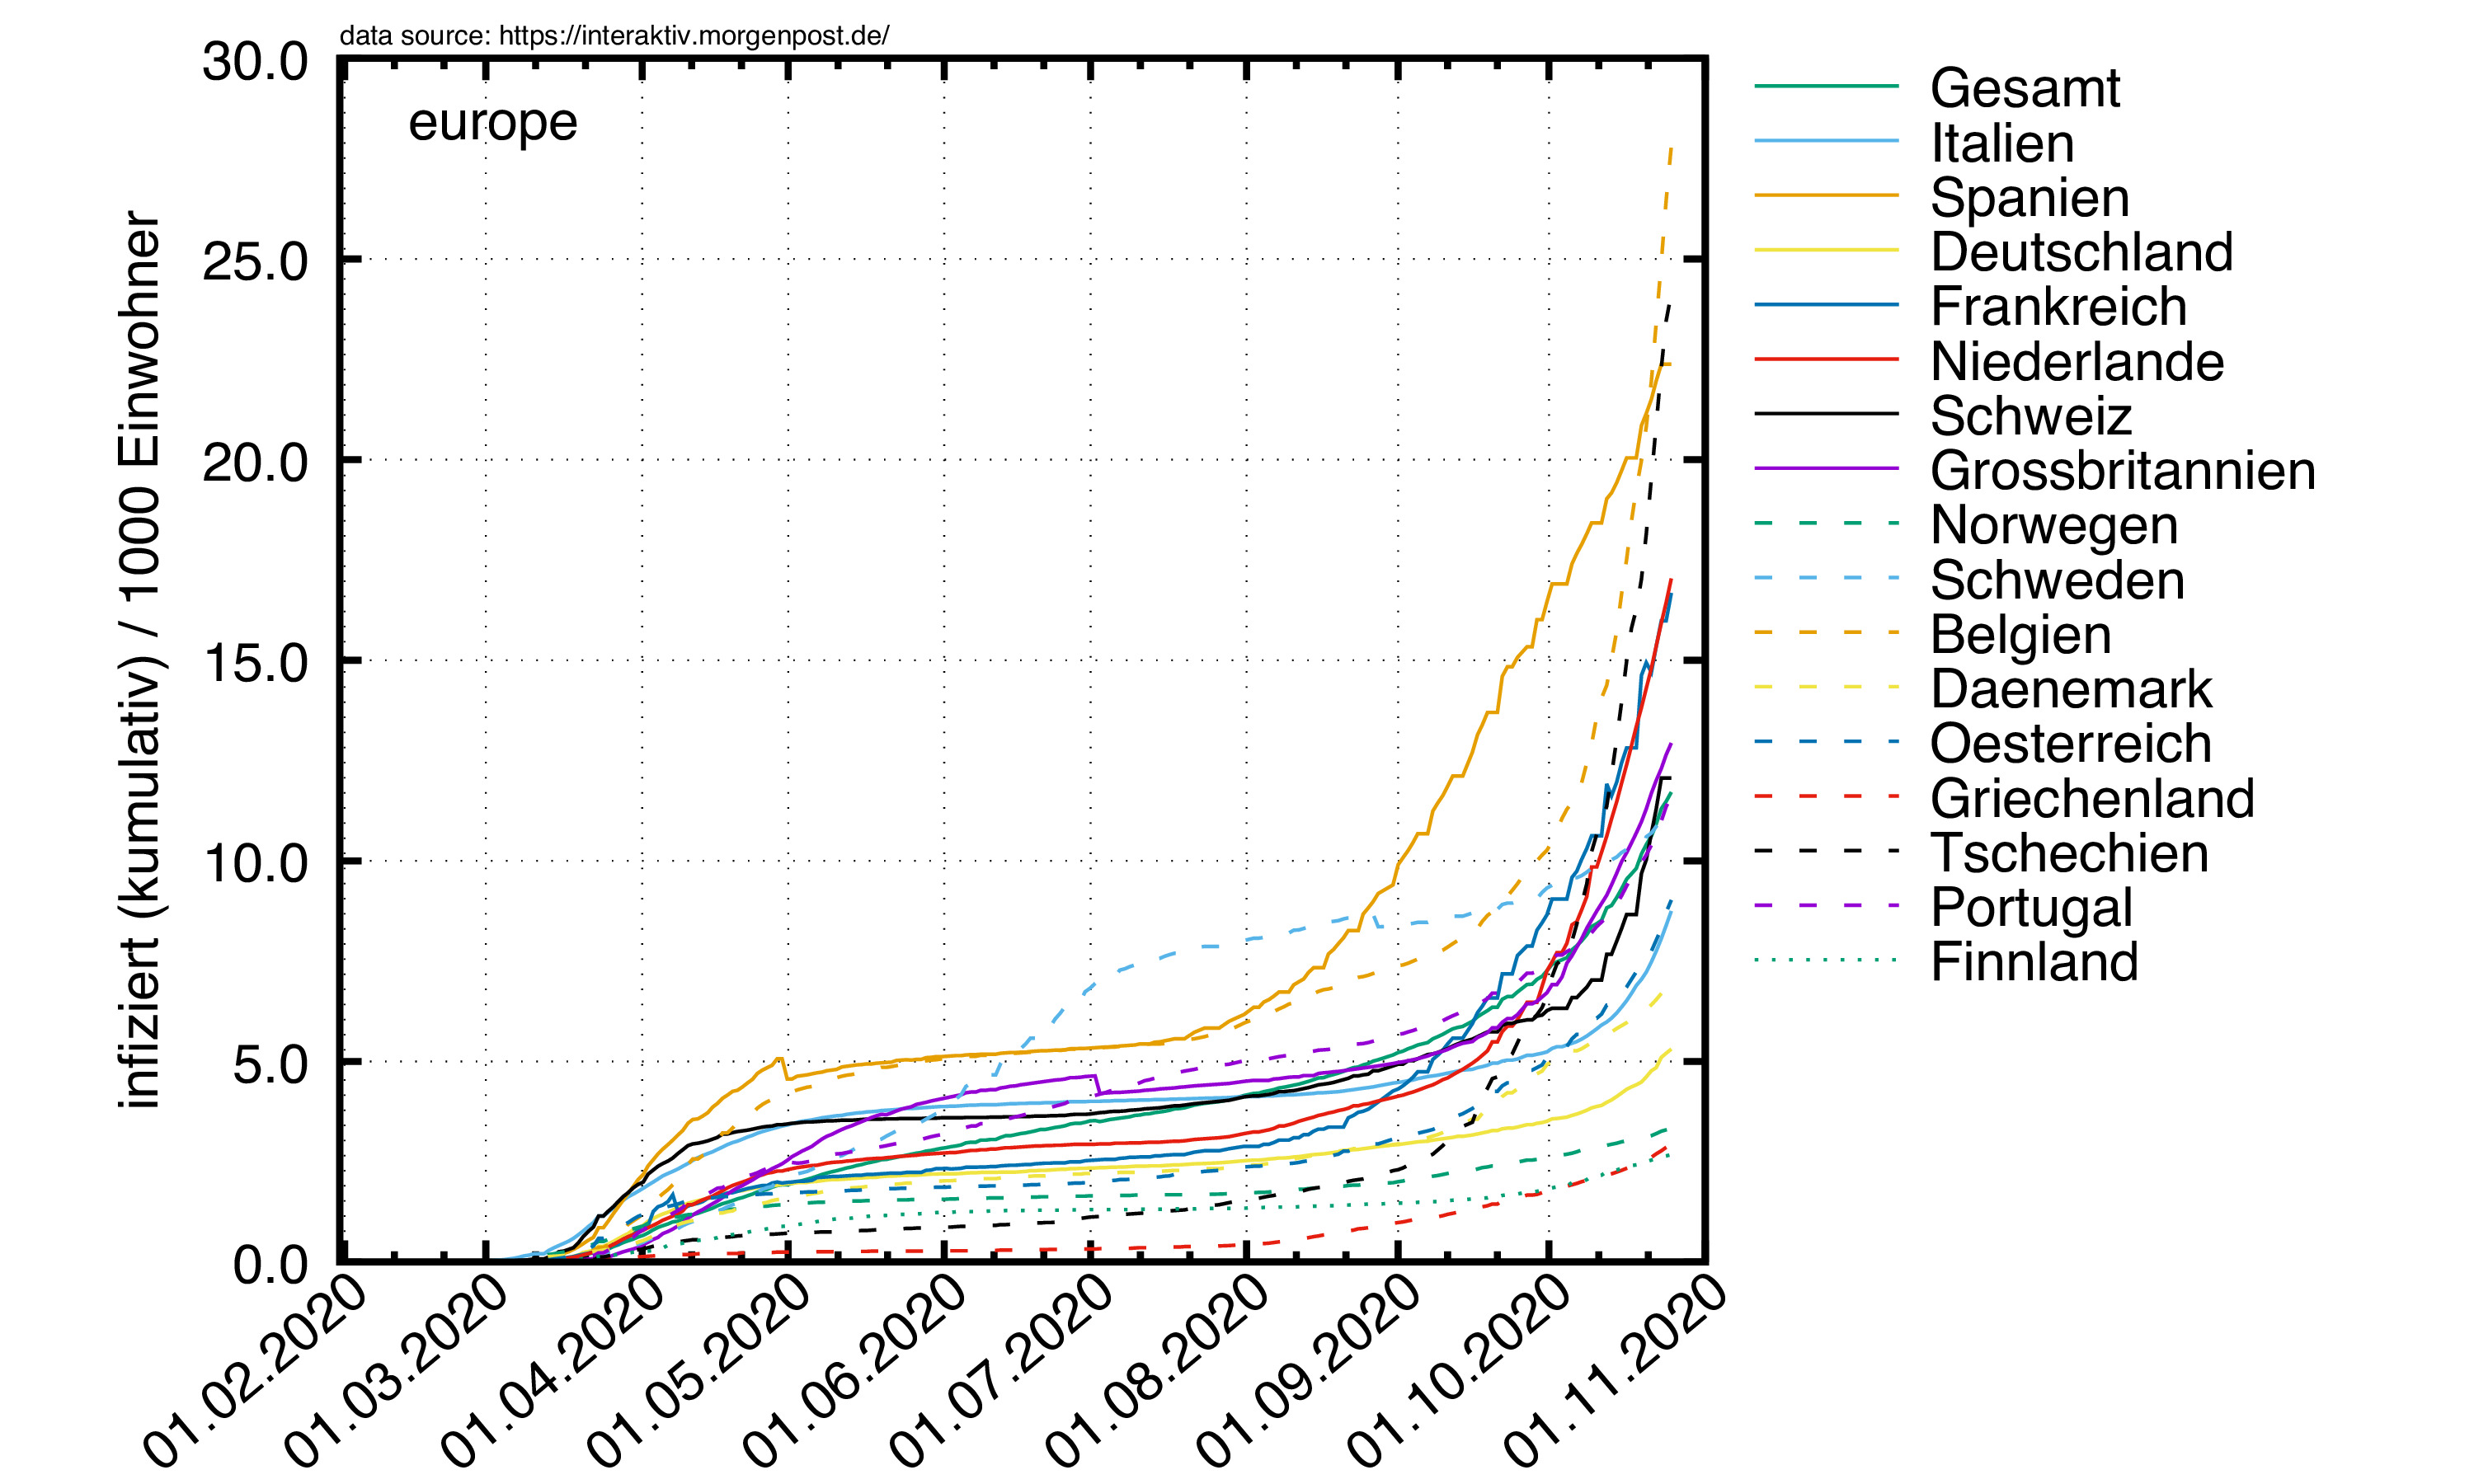 data source: https://interaktiv.morgenpost.de/
europe
infiziert (kumulativ) / 1000 Einwohner
30.0
25.0
20.0
15.0
10.0
5.0
0.0
01.02.2020
01.03.2020
01.04.2020
01.05.2020
01.06.2020
01.07.2020
01.08.2020
01.09.2020
01.10.2020
01.11.2020
Gesamt
Italien
Spanien
Deutschland
Frankreich
Niederlande
Schweiz
Grossbritannien
Norwegen
Schweden
Belgien
Daenemark
Oesterreich
Griechenland
Tschechien
Portugal
Finnland